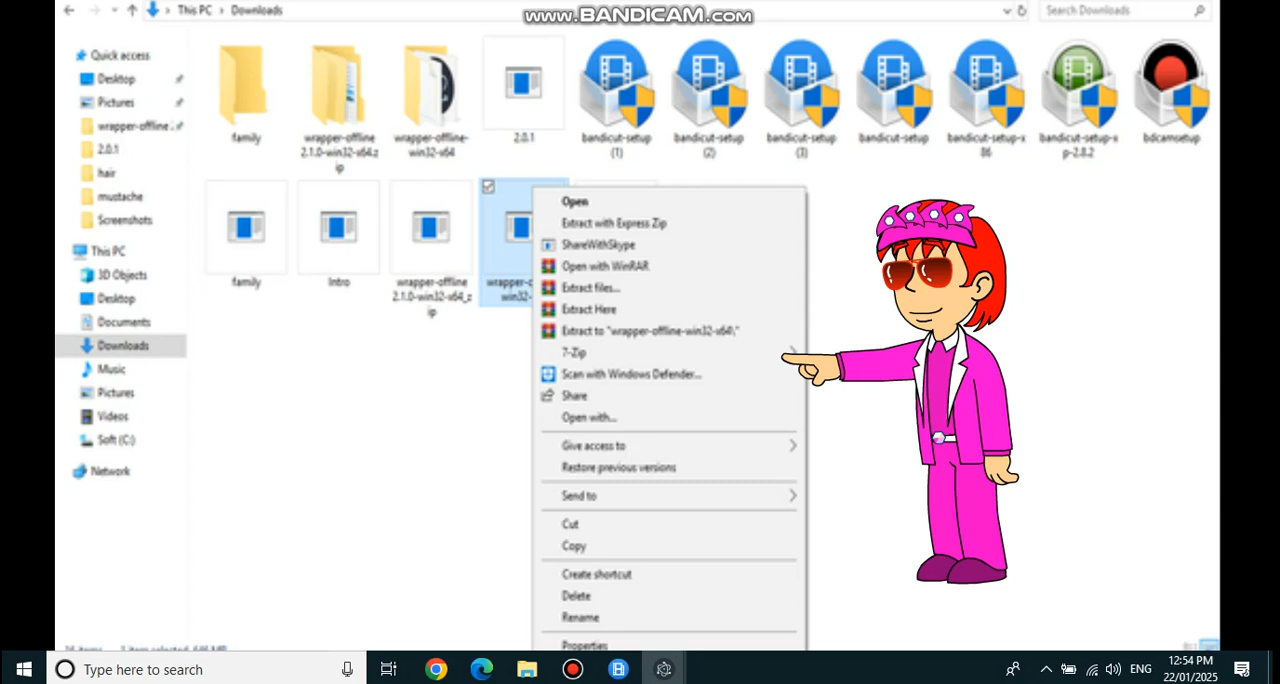 This PC > Downloads
www.BANDICAM.com
Search Downloads
Quick access
Desktop
Pictures
wrapper-offline
2.0.1
hair
mustache
Screenshots
This PC
3D Objects
Desktop
Documents
Downloads
Music
Pictures
Videos
Soft (C:)
Network
family
wrapper-offline
2.1.0-win32-x64.z
ip
wrapper-offline-
win32-x64
2.0.1
bandicut-setup
(1)
bandicut-setup
(2)
bandicut-setup
(3)
bandicut-setup
bandicut-setup-x
86
bandicut-setup-x
p-2.8.2
bdcamsetup
family
Intro
wrapper-offline
2.1.0-win32-x64_z
ip
wrapper-o
win32-
Open
Extract with Express Zip
ShareWithSkype
Open with WinRAR
Extract files...
Extract Here
Extract to "wrapper-offline-win32-x64\"
7-Zip
Scan with Windows Defender...
Share
Open with...
Give access to
Restore previous versions
Send to
Cut
Copy
Create shortcut
Delete
Rename
Properties
Type here to search
ENG
12:54 PM
22/01/2025